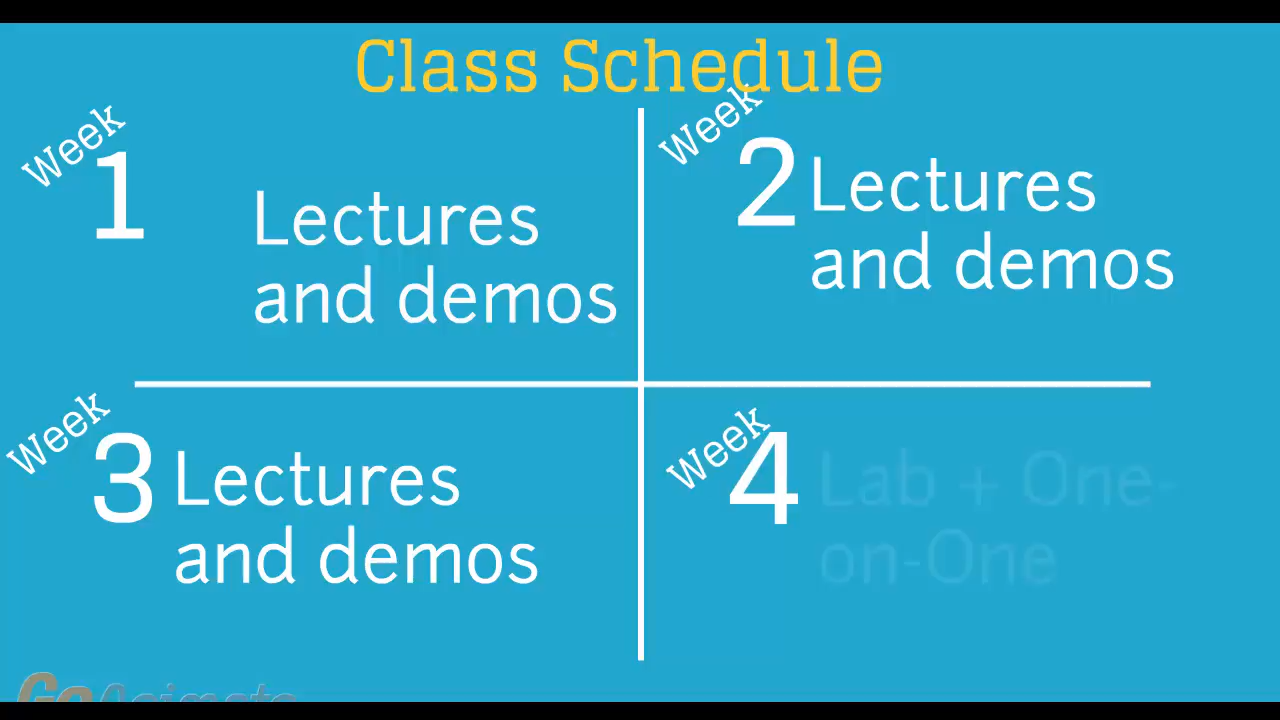 Class Schedule
Week
1
Lectures
and demos
Week
2
Lectures
and demos
Week
3
Lectures
and demos
Week
4
Lab + One-
on-One
GoAnimate